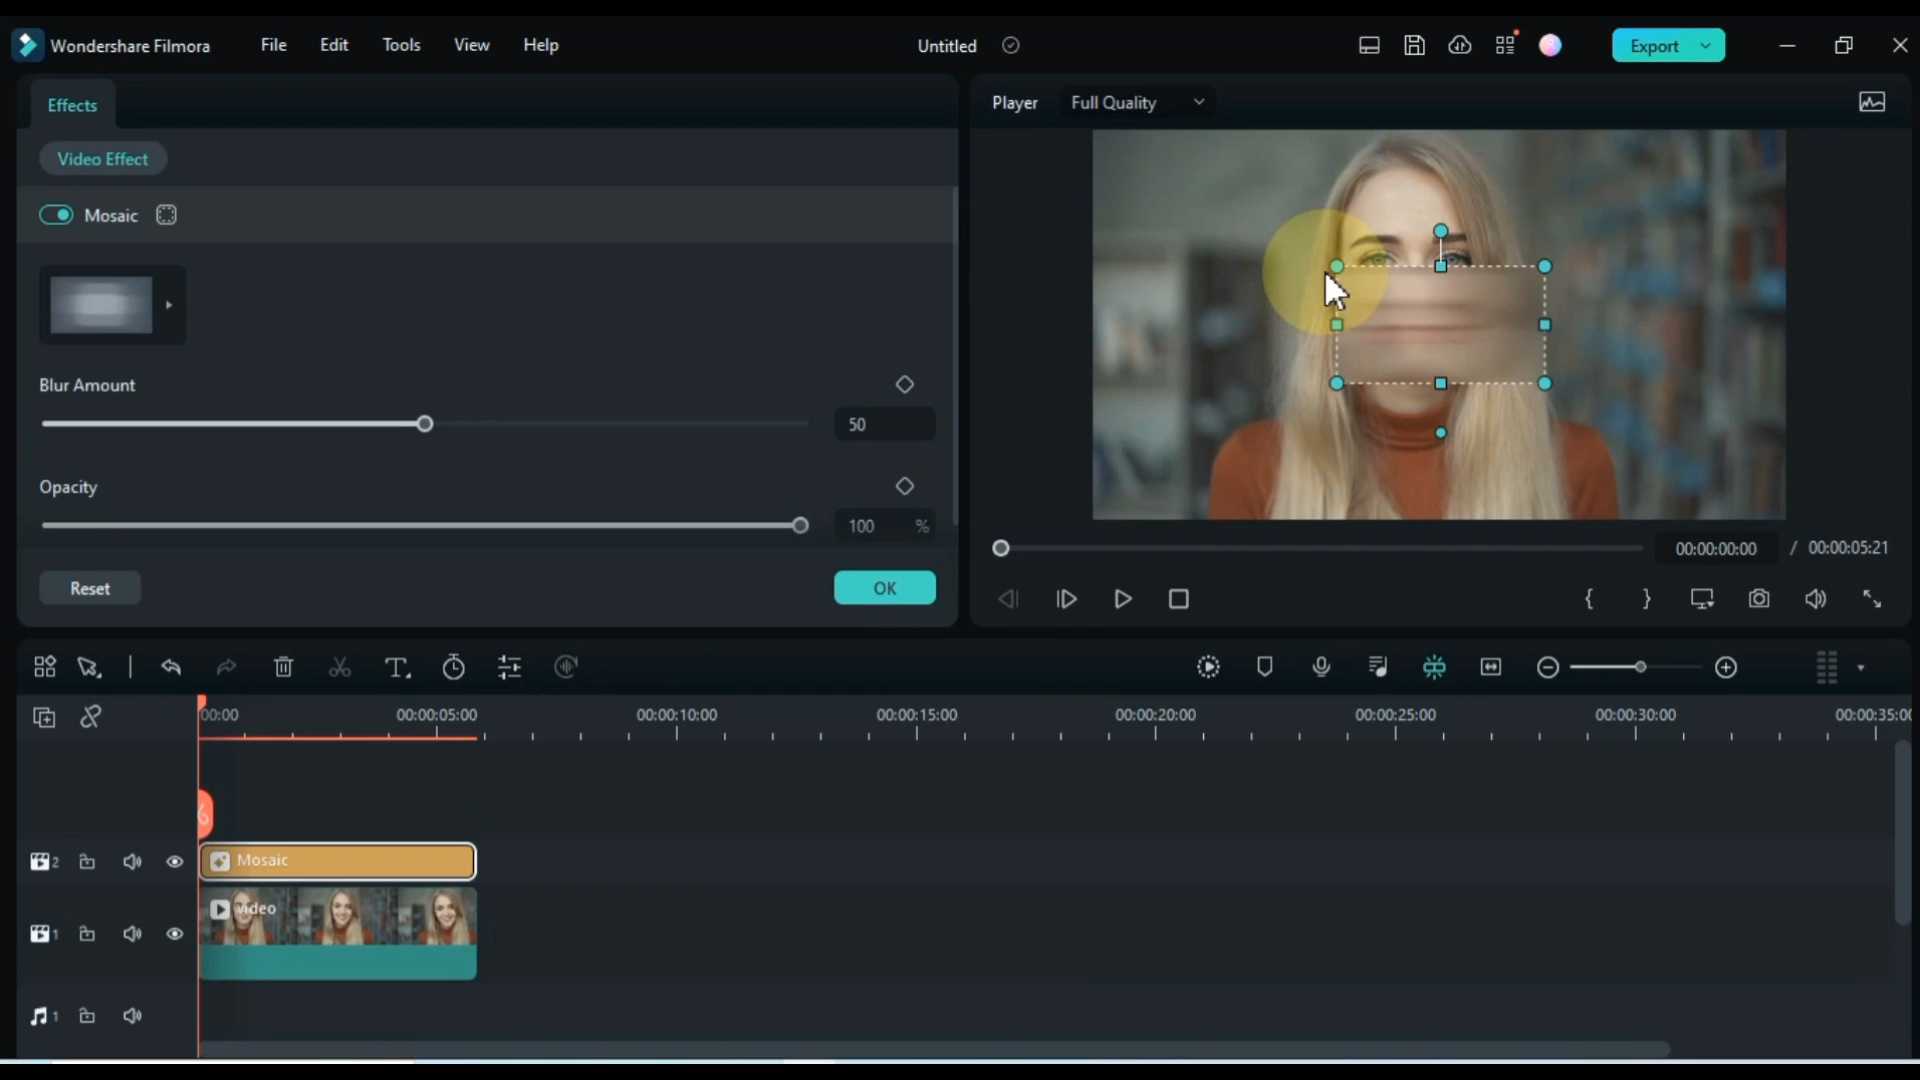 Wondershare Filmora File Edit Tools View Help Untitled Export
Effects
Player Full Quality
Video Effect
Mosaic
Blur Amount
50
Opacity
100 %
00:00:00:00 / 00:00:05:21
Reset OK
00:00 00:00:05:00 00:00:10:00 00:00:15:00 00:00:20:00 00:00:25:00 00:00:30:00 00:00:35:00
2 Mosaic
video
1
1